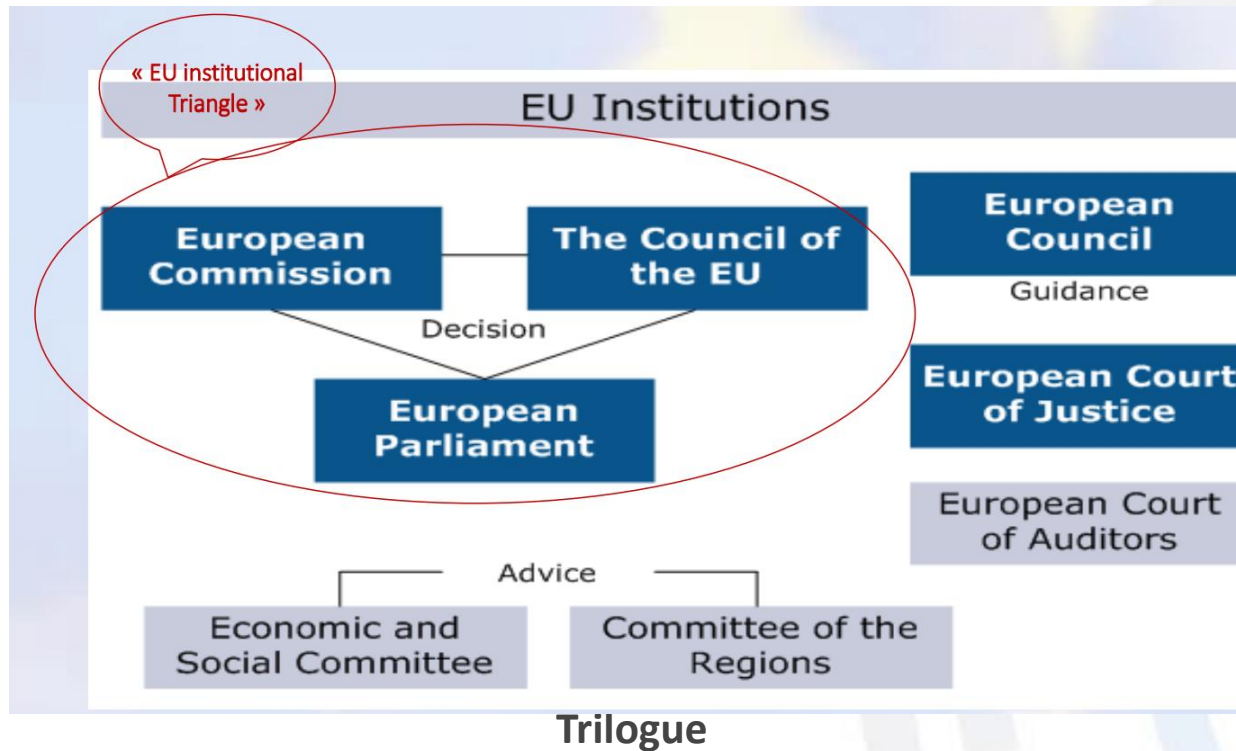 « EU institutional
Triangle »
EU Institutions
European
Commission
The Council of
the EU
European
Council
Guidance
Decision
European
Parliament
European Court
of Justice
European Court
of Auditors
Advice
Economic and
Social Committee
Committee of the
Regions
Trilogue